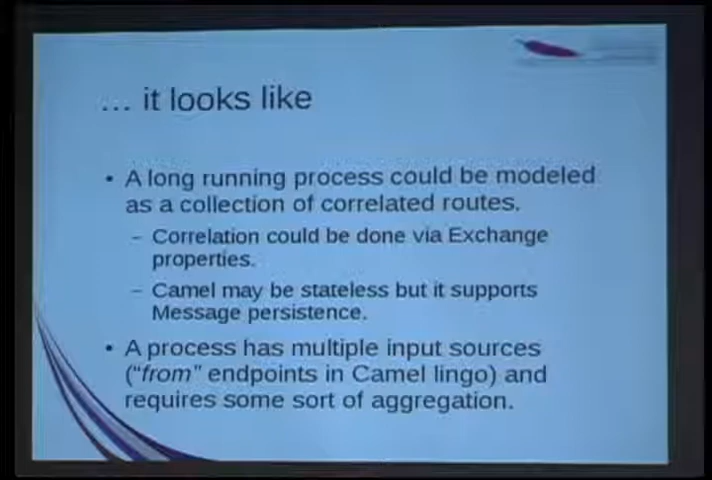 ... it looks like
• A long running process could be modeled
as a collection of correlated routes.
– Correlation could be done via Exchange
properties.
– Camel may be stateless but it supports
Message persistence.
• A process has multiple input sources
(“from” endpoints in Camel lingo) and
requires some sort of aggregation.